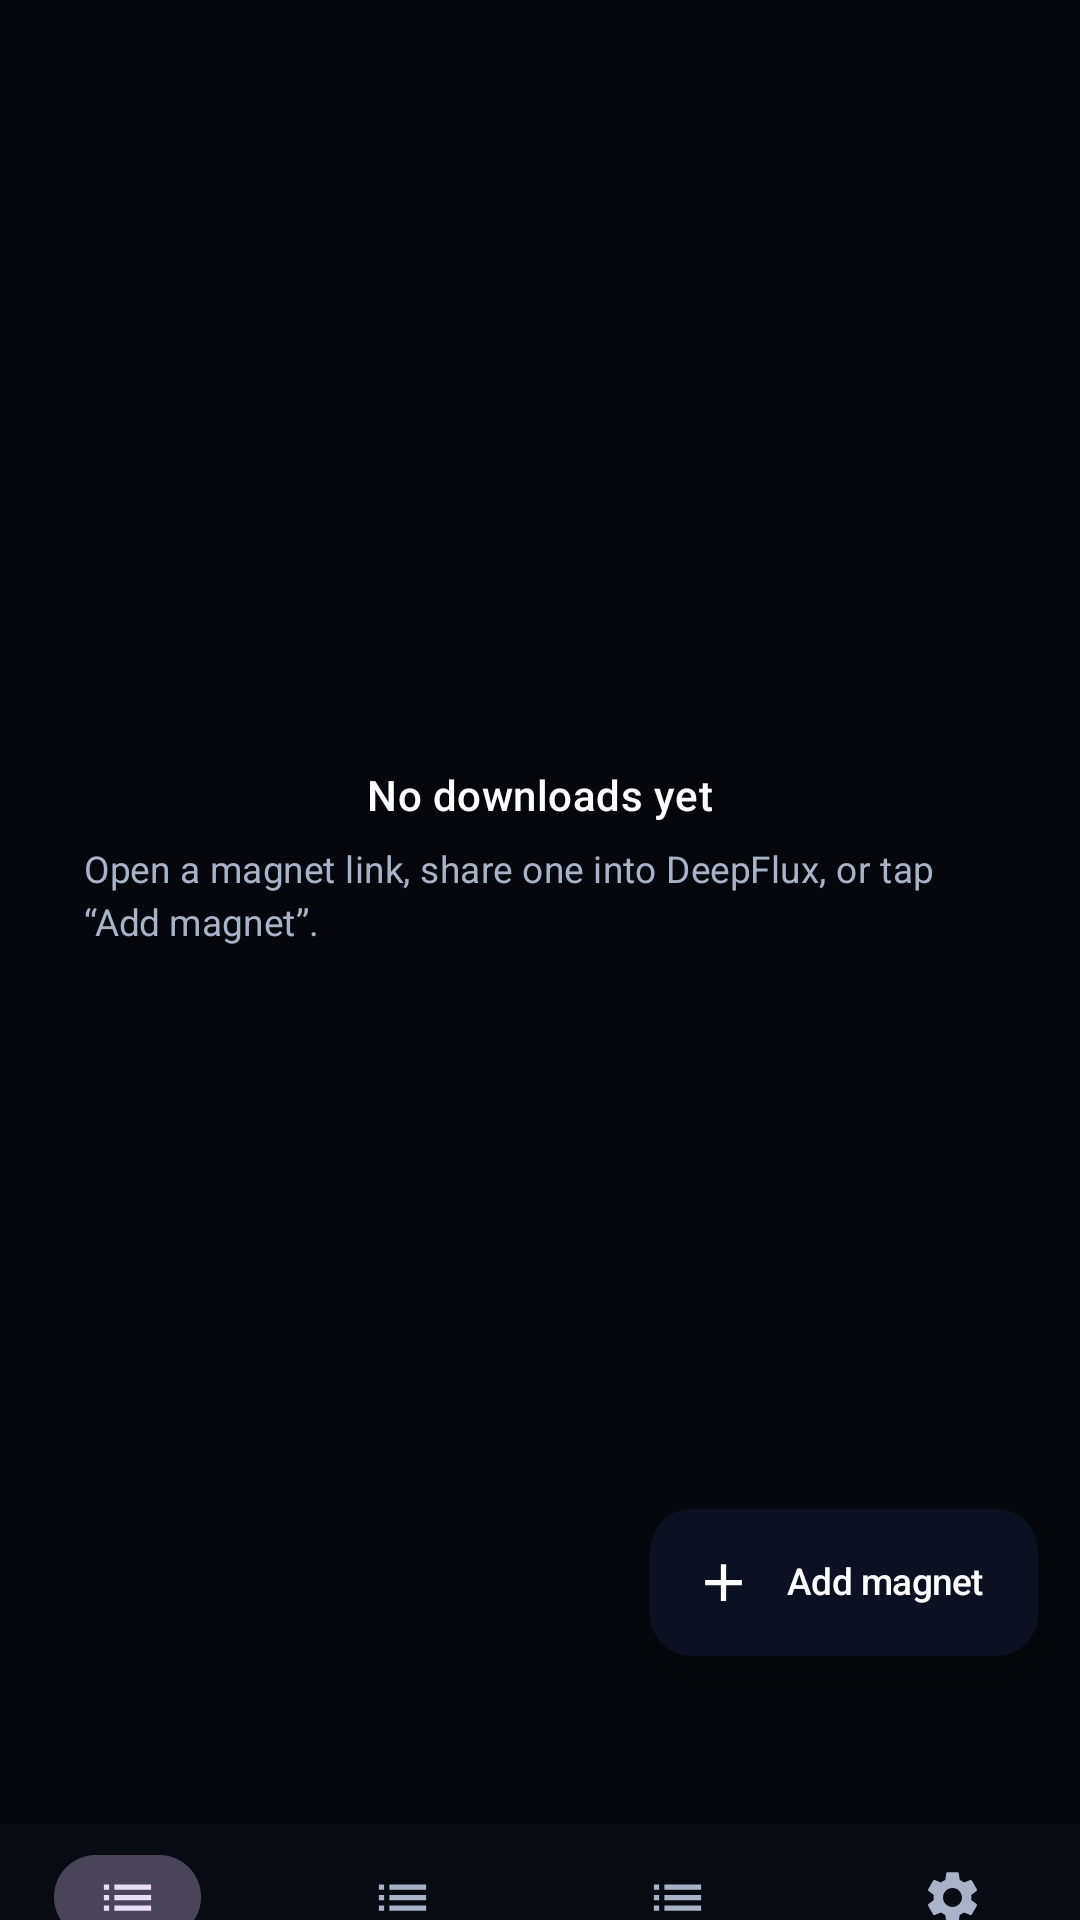 No downloads yet
Open a magnet link, share one into DeepFlux, or tap
“Add magnet”.
Add magnet